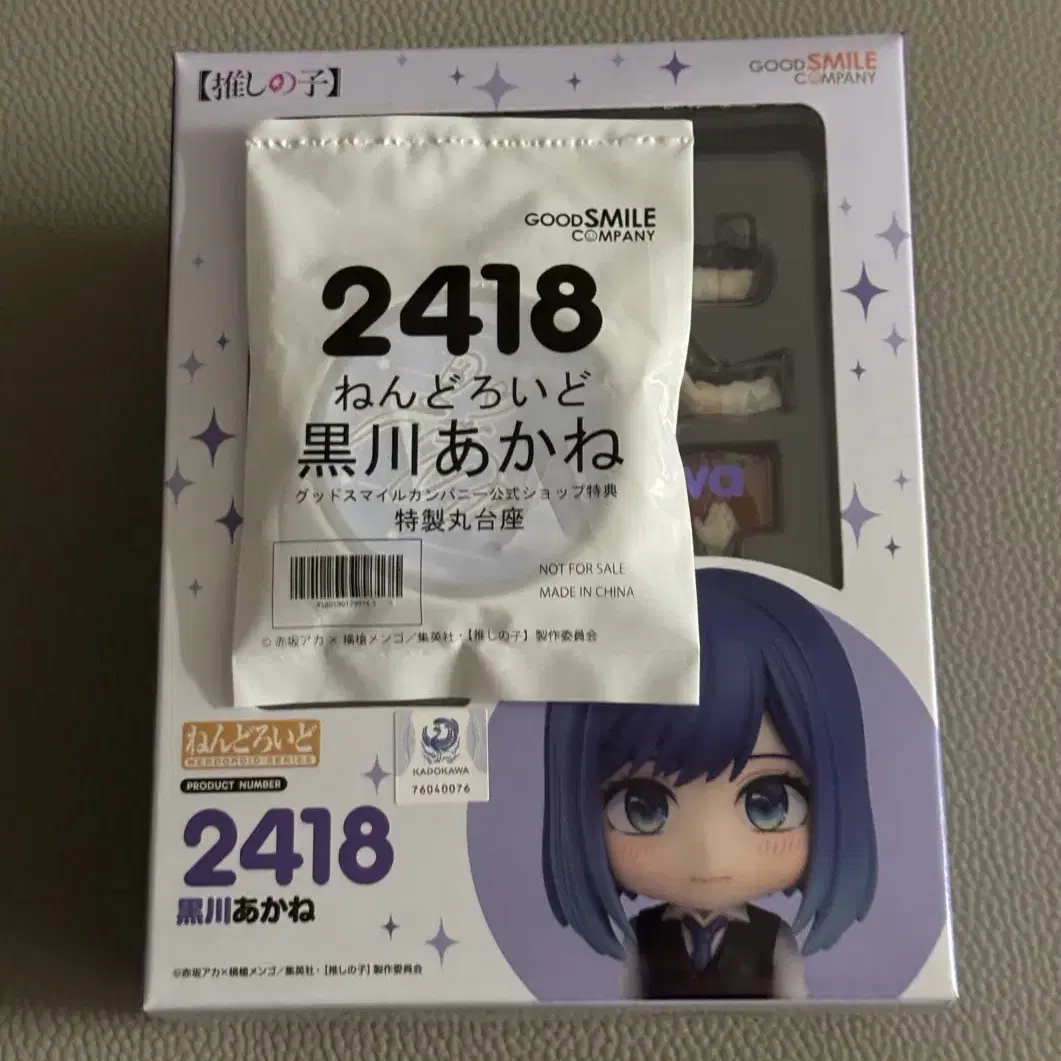 【推しの子】
GOOD SMILE
COMPANY
GOOD SMILE
COMPANY
2418
ねんどろいど
黒川あかね
グッドスマイルカンパニー公式ショップ特典
特製丸台座
NOT FOR SALE
MADE IN CHINA
© 赤坂アカ×横槍メンゴ／集英社・【推しの子】製作委員会
va
ねんどろいど
NENDOROID SERIES
PRODUCT NUMBER
KADOKAWA
76040076
2418
黒川あかね
©赤坂アカ×横槍メンゴ／集英社・【推しの子】製作委員会